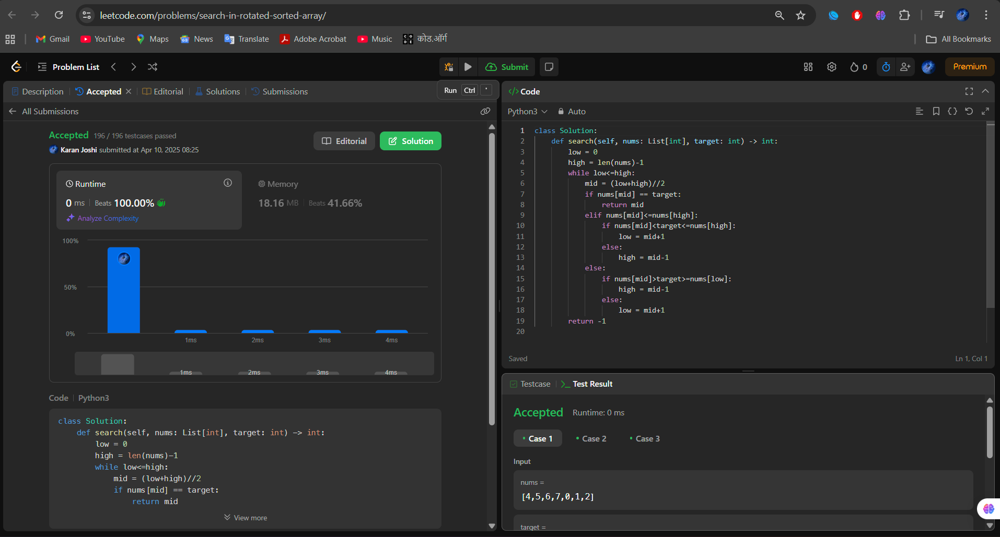 leetcode.com/problems/search-in-rotated-sorted-array/
Gmail YouTube Maps News Translate Adobe Acrobat Music कोड.ऑर्ग All Bookmarks
Problem List Submit 0 Premium
Description Accepted Editorial Solutions Submissions
Run Ctrl '
All Submissions
Accepted 196 / 196 testcases passed
Karan Joshi submitted at Apr 10, 2025 08:25
Editorial Solution
Runtime
0 ms Beats 100.00%
Analyze Complexity
Memory
18.16 MB Beats 41.66%
100%
50%
0%
1ms 2ms 3ms 4ms
1ms 2ms 3ms 4ms
Code Python3
class Solution:
def search(self, nums: List[int], target: int) -> int:
low = 0
high = len(nums)-1
while low<=high:
mid = (low+high)//2
if nums[mid] == target:
return mid
View more
</> Code
Python3 Auto
1 class Solution:
2 def search(self, nums: List[int], target: int) -> int:
3 low = 0
4 high = len(nums)-1
5 while low<=high:
6 mid = (low+high)//2
7 if nums[mid] == target:
8 return mid
9 elif nums[mid]<=nums[high]:
10 if nums[mid]<target<=nums[high]:
11 low = mid+1
12 else:
13 high = mid-1
14 else:
15 if nums[mid]>target>=nums[low]:
16 high = mid-1
17 else:
18 low = mid+1
19 return -1
20
Saved Ln 1, Col 1
Testcase Test Result
Accepted Runtime: 0 ms
Case 1 Case 2 Case 3
Input
nums =
[4,5,6,7,0,1,2]
target =